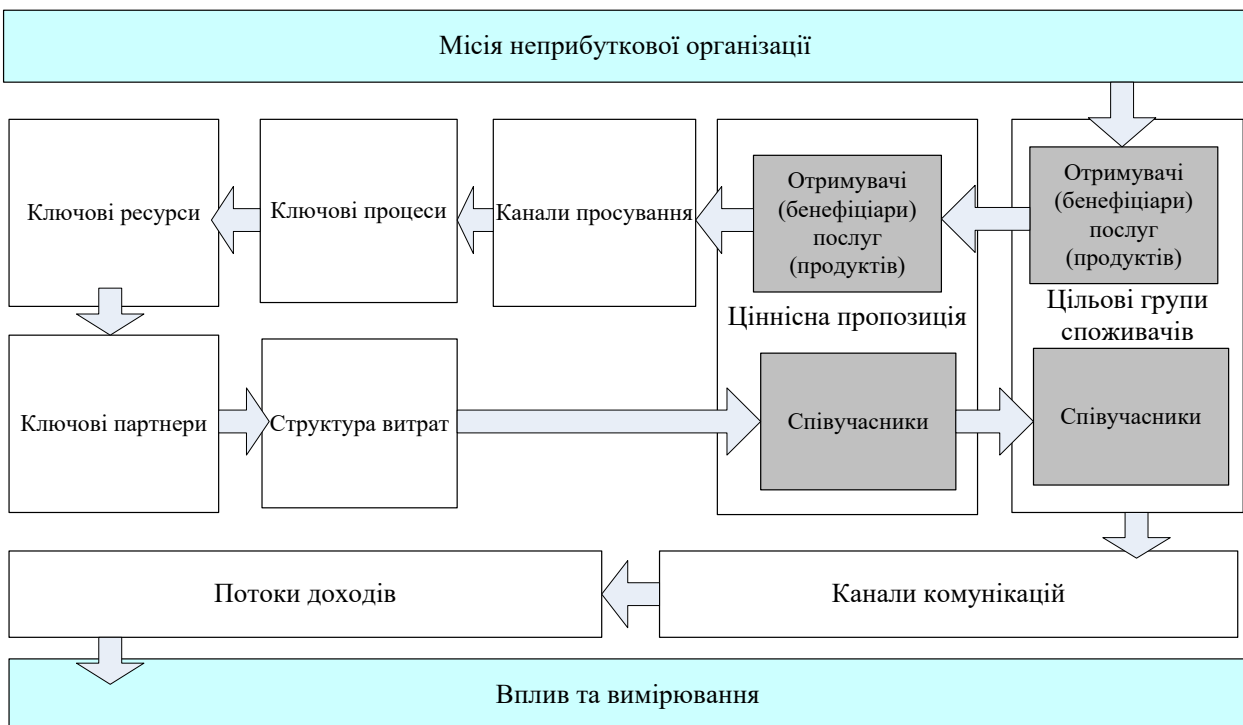 Місія неприбуткової організації
Ключові ресурси
Ключові процеси
Канали просування
Отримувачі
(бенефіціари)
послуг
(продуктів)
Ціннісна пропозиція
Отримувачі
(бенефіціари)
послуг
(продуктів)
Цільові групи
споживачів
Ключові партнери
Структура витрат
Співучасники
Співучасники
Потоки доходів
Канали комунікацій
Вплив та вимірювання